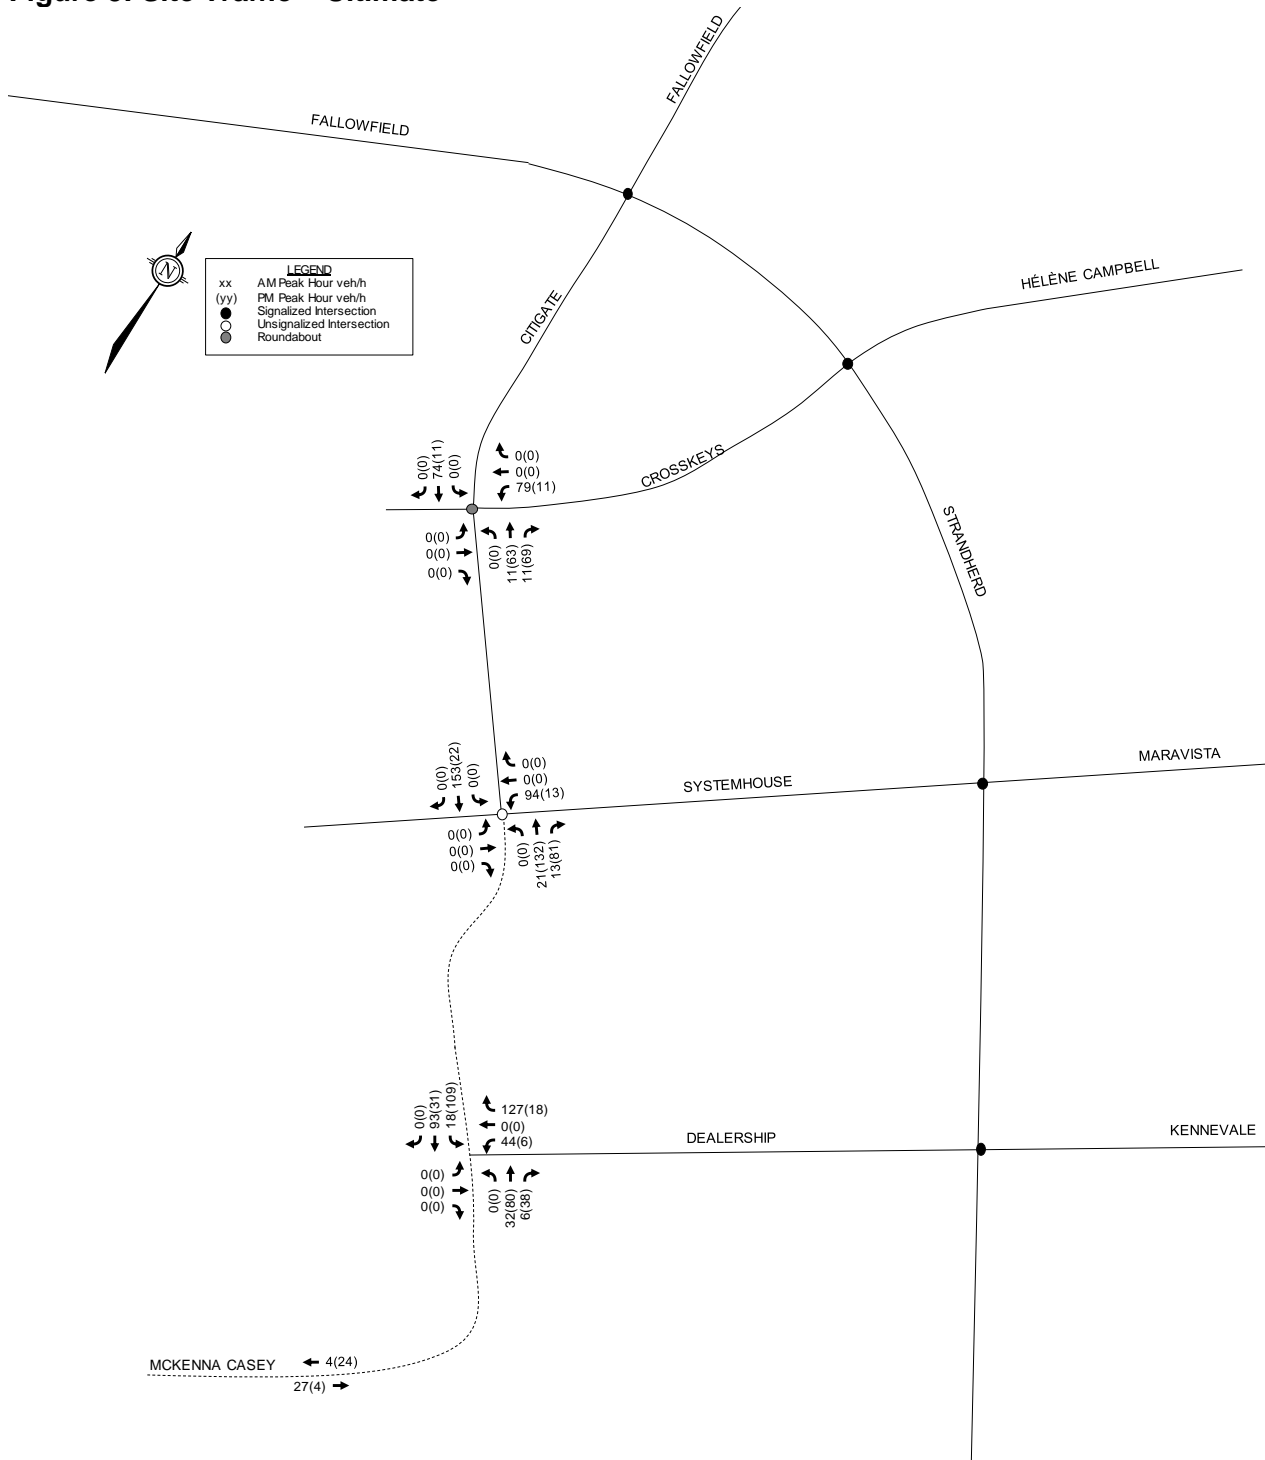 Figure 6: Site Traffic – Ultimate
FALLOWFIELD
FALLOWFIELD
N
LEGEND
xx AM Peak Hour veh/h
(yy) PM Peak Hour veh/h
Signalized Intersection
Unsignalized Intersection
Roundabout
HÉLÈNE CAMPBELL
CITIGATE
CROSSKEYS
STRANDHERD
0(0)
74(11)
0(0)
0(0)
0(0)
79(11)
0(0)
0(0)
0(0)
0(0)
11(63)
11(69)
MARAVISTA
SYSTEMHOUSE
0(0)
153(22)
0(0)
0(0)
0(0)
94(13)
0(0)
0(0)
0(0)
0(0)
21(132)
13(81)
0(0)
93(31)
18(109)
127(18)
0(0)
44(6)
DEALERSHIP
KENNEVALE
0(0)
0(0)
0(0)
0(0)
32(80)
6(38)
MCKENNA CASEY
4(24)
27(4)